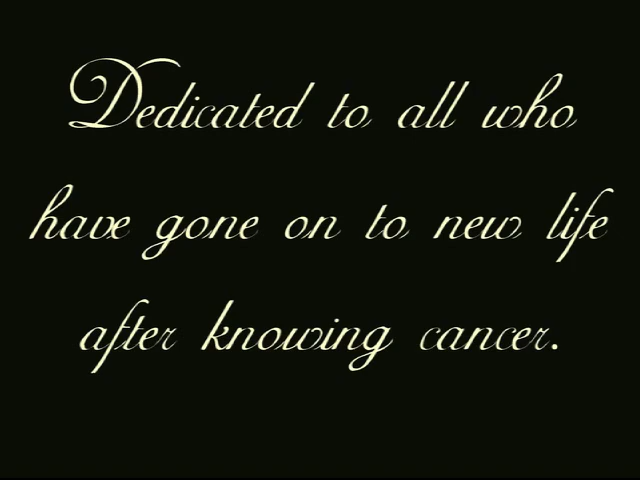 Dedicated to all who
have gone on to new life
after knowing cancer.